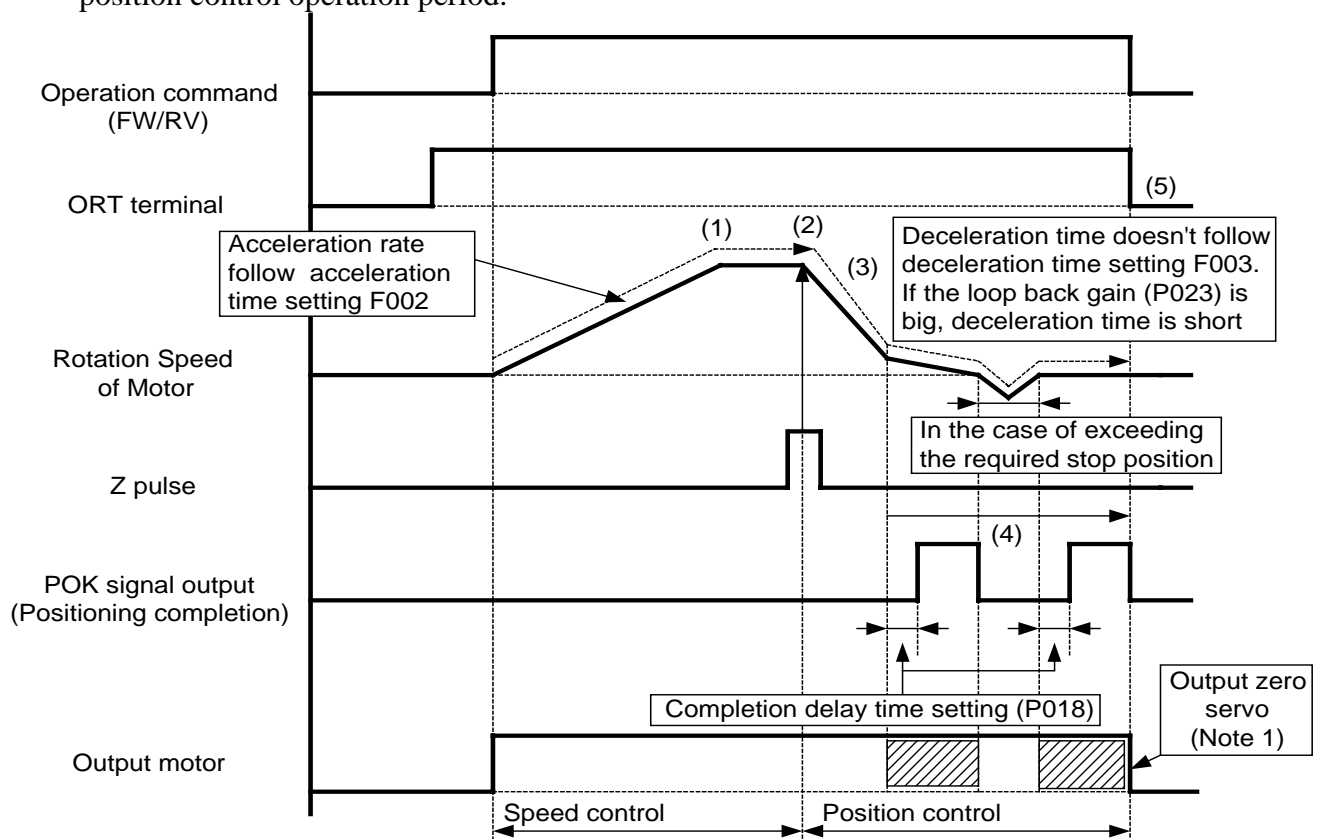 position control operation period.
Operation command
(FW/RV)
ORT terminal
(5)
(1)
(2)
(3)
Acceleration rate
follow acceleration
time setting F002
Deceleration time doesn't follow
deceleration time setting F003.
If the loop back gain (P023) is
big, deceleration time is short
Rotation Speed
of Motor
In the case of exceeding
the required stop position
Z pulse
(4)
POK signal output
(Positioning completion)
Completion delay time setting (P018)
Output zero
servo
(Note 1)
Output motor
Speed control
Position control